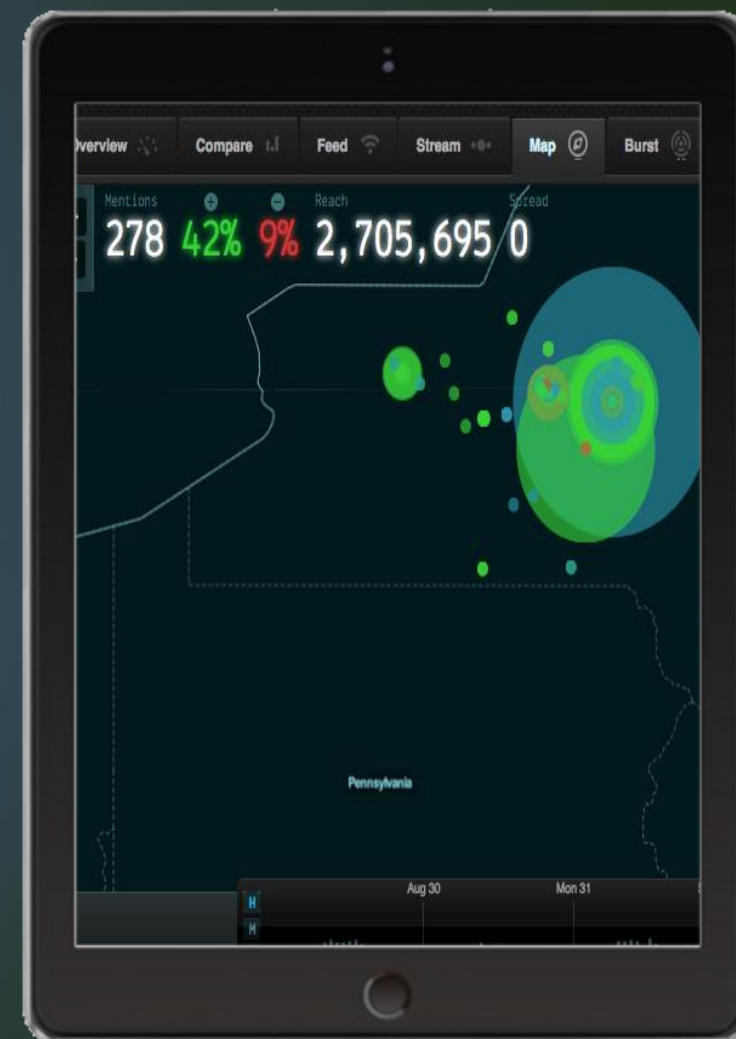 verview Compare Feed Stream Map Burst
Mentions + - Reach Spread
278 42% 9% 2,705,695 0
Pennsylvania
Aug 30 Mon 31
H
M